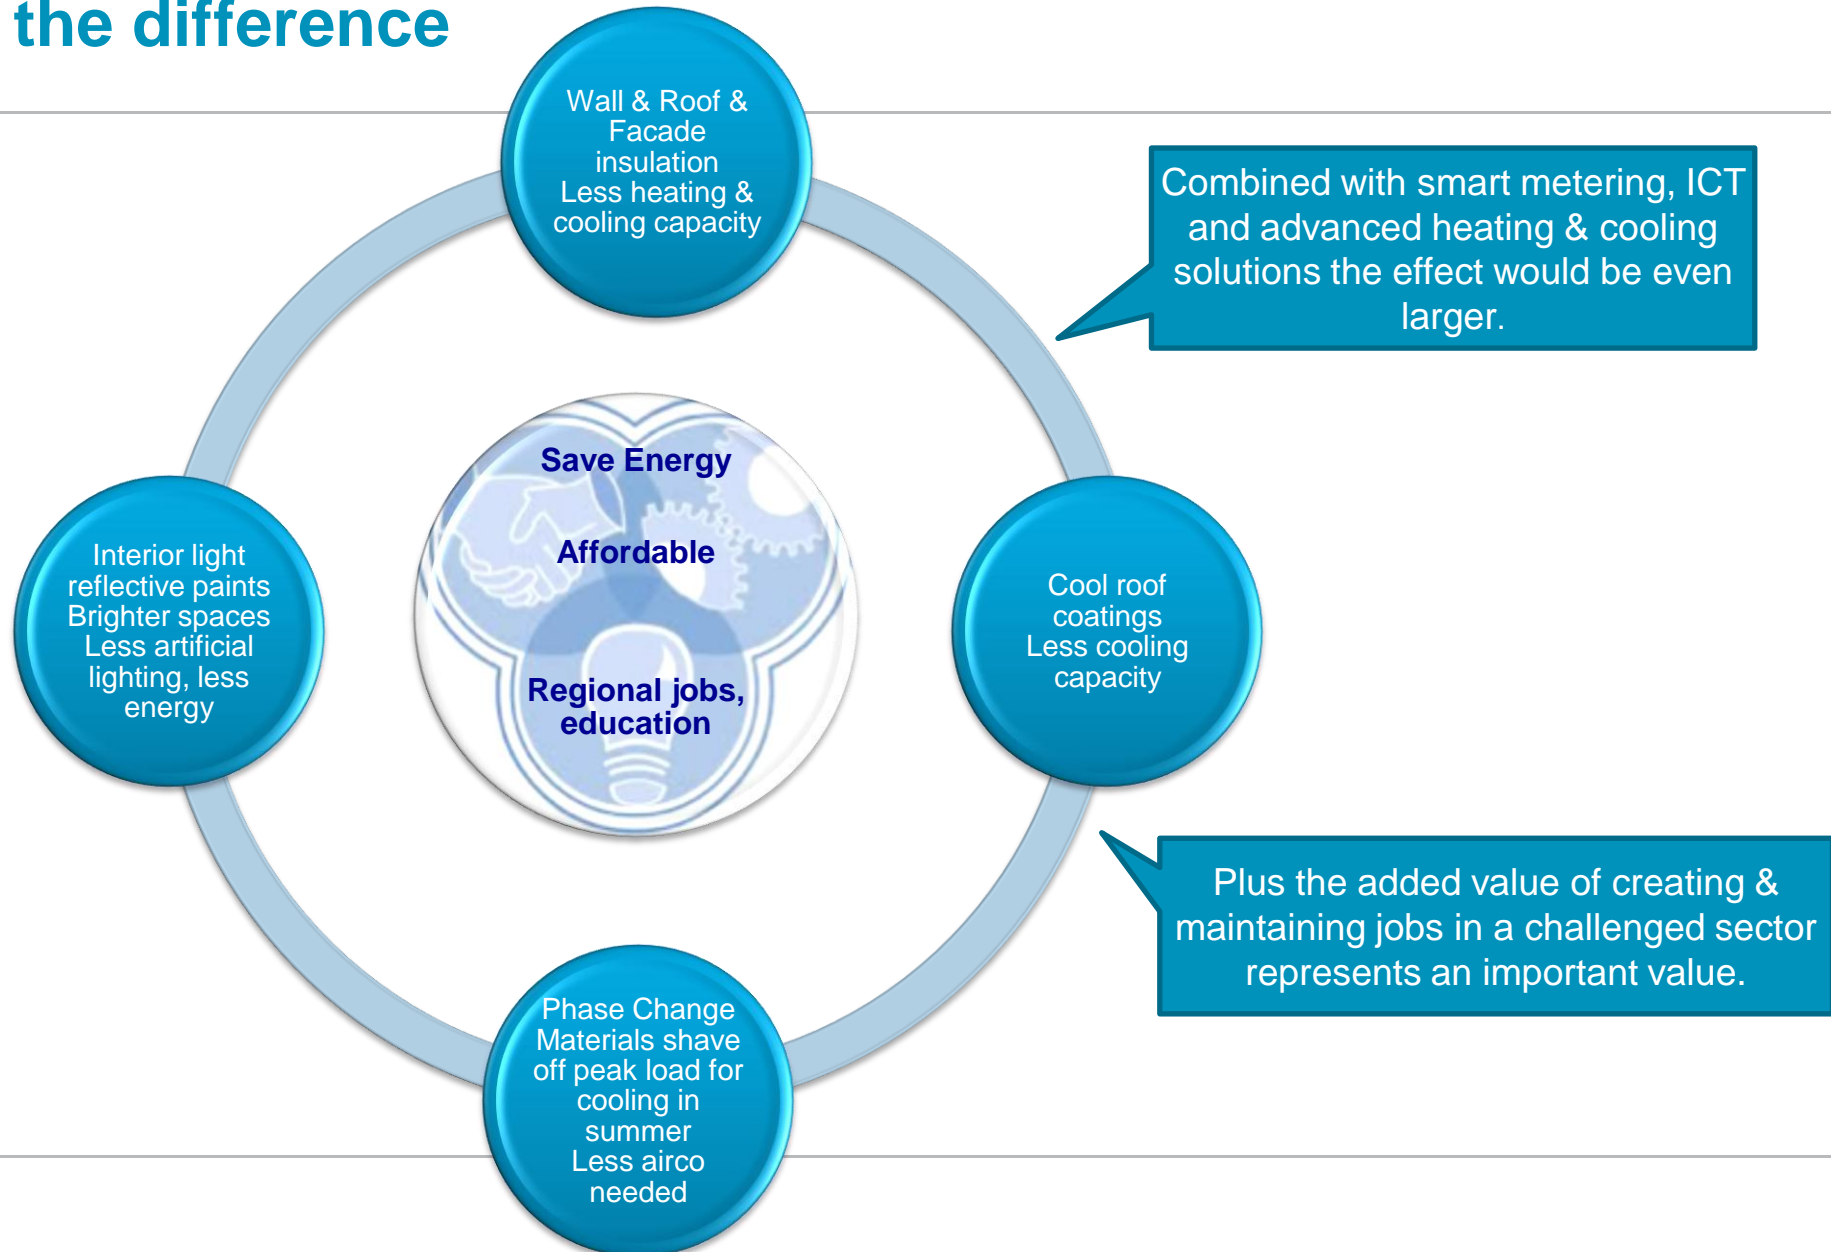 the difference
Wall & Roof &
Facade
insulation
Less heating &
cooling capacity
Combined with smart metering, ICT
and advanced heating & cooling
solutions the effect would be even
larger.
Save Energy
Affordable
Regional jobs,
education
Interior light
reflective paints
Brighter spaces
Less artificial
lighting, less
energy
Cool roof
coatings
Less cooling
capacity
Plus the added value of creating &
maintaining jobs in a challenged sector
represents an important value.
Phase Change
Materials shave
off peak load for
cooling in
summer
Less airco
needed